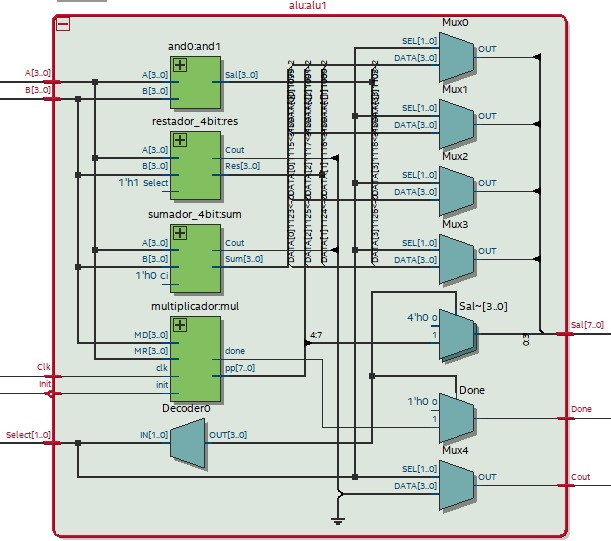 alu:alu1
Mux0
SEL[1..0]
DATA[3..0]
OUT
and0:and1
A[3..0]
B[3..0]
Sal[3..0]
A[3..0]
B[3..0]
Mux1
SEL[1..0]
DATA[3..0]
OUT
restador_4bit:res
A[3..0]
B[3..0]
1'h1 Select
Cout
Res[3..0]
Mux2
SEL[1..0]
DATA[3..0]
OUT
sumador_4bit:sum
A[3..0]
B[3..0]
1'h0 ci
Cout
Sum[3..0]
Mux3
SEL[1..0]
DATA[3..0]
OUT
multiplicador:mul
MD[3..0]
MR[3..0]
clk
init
done
pp[7..0]
Clk
Init
4:7
Sal~[3..0]
4'h0 0
1
0:3
Sal[7..0]
Decoder0
IN[1..0]
OUT[3..0]
Select[1..0]
Done
1'h0 0
1
Done
Mux4
SEL[1..0]
DATA[3..0]
OUT
Cout